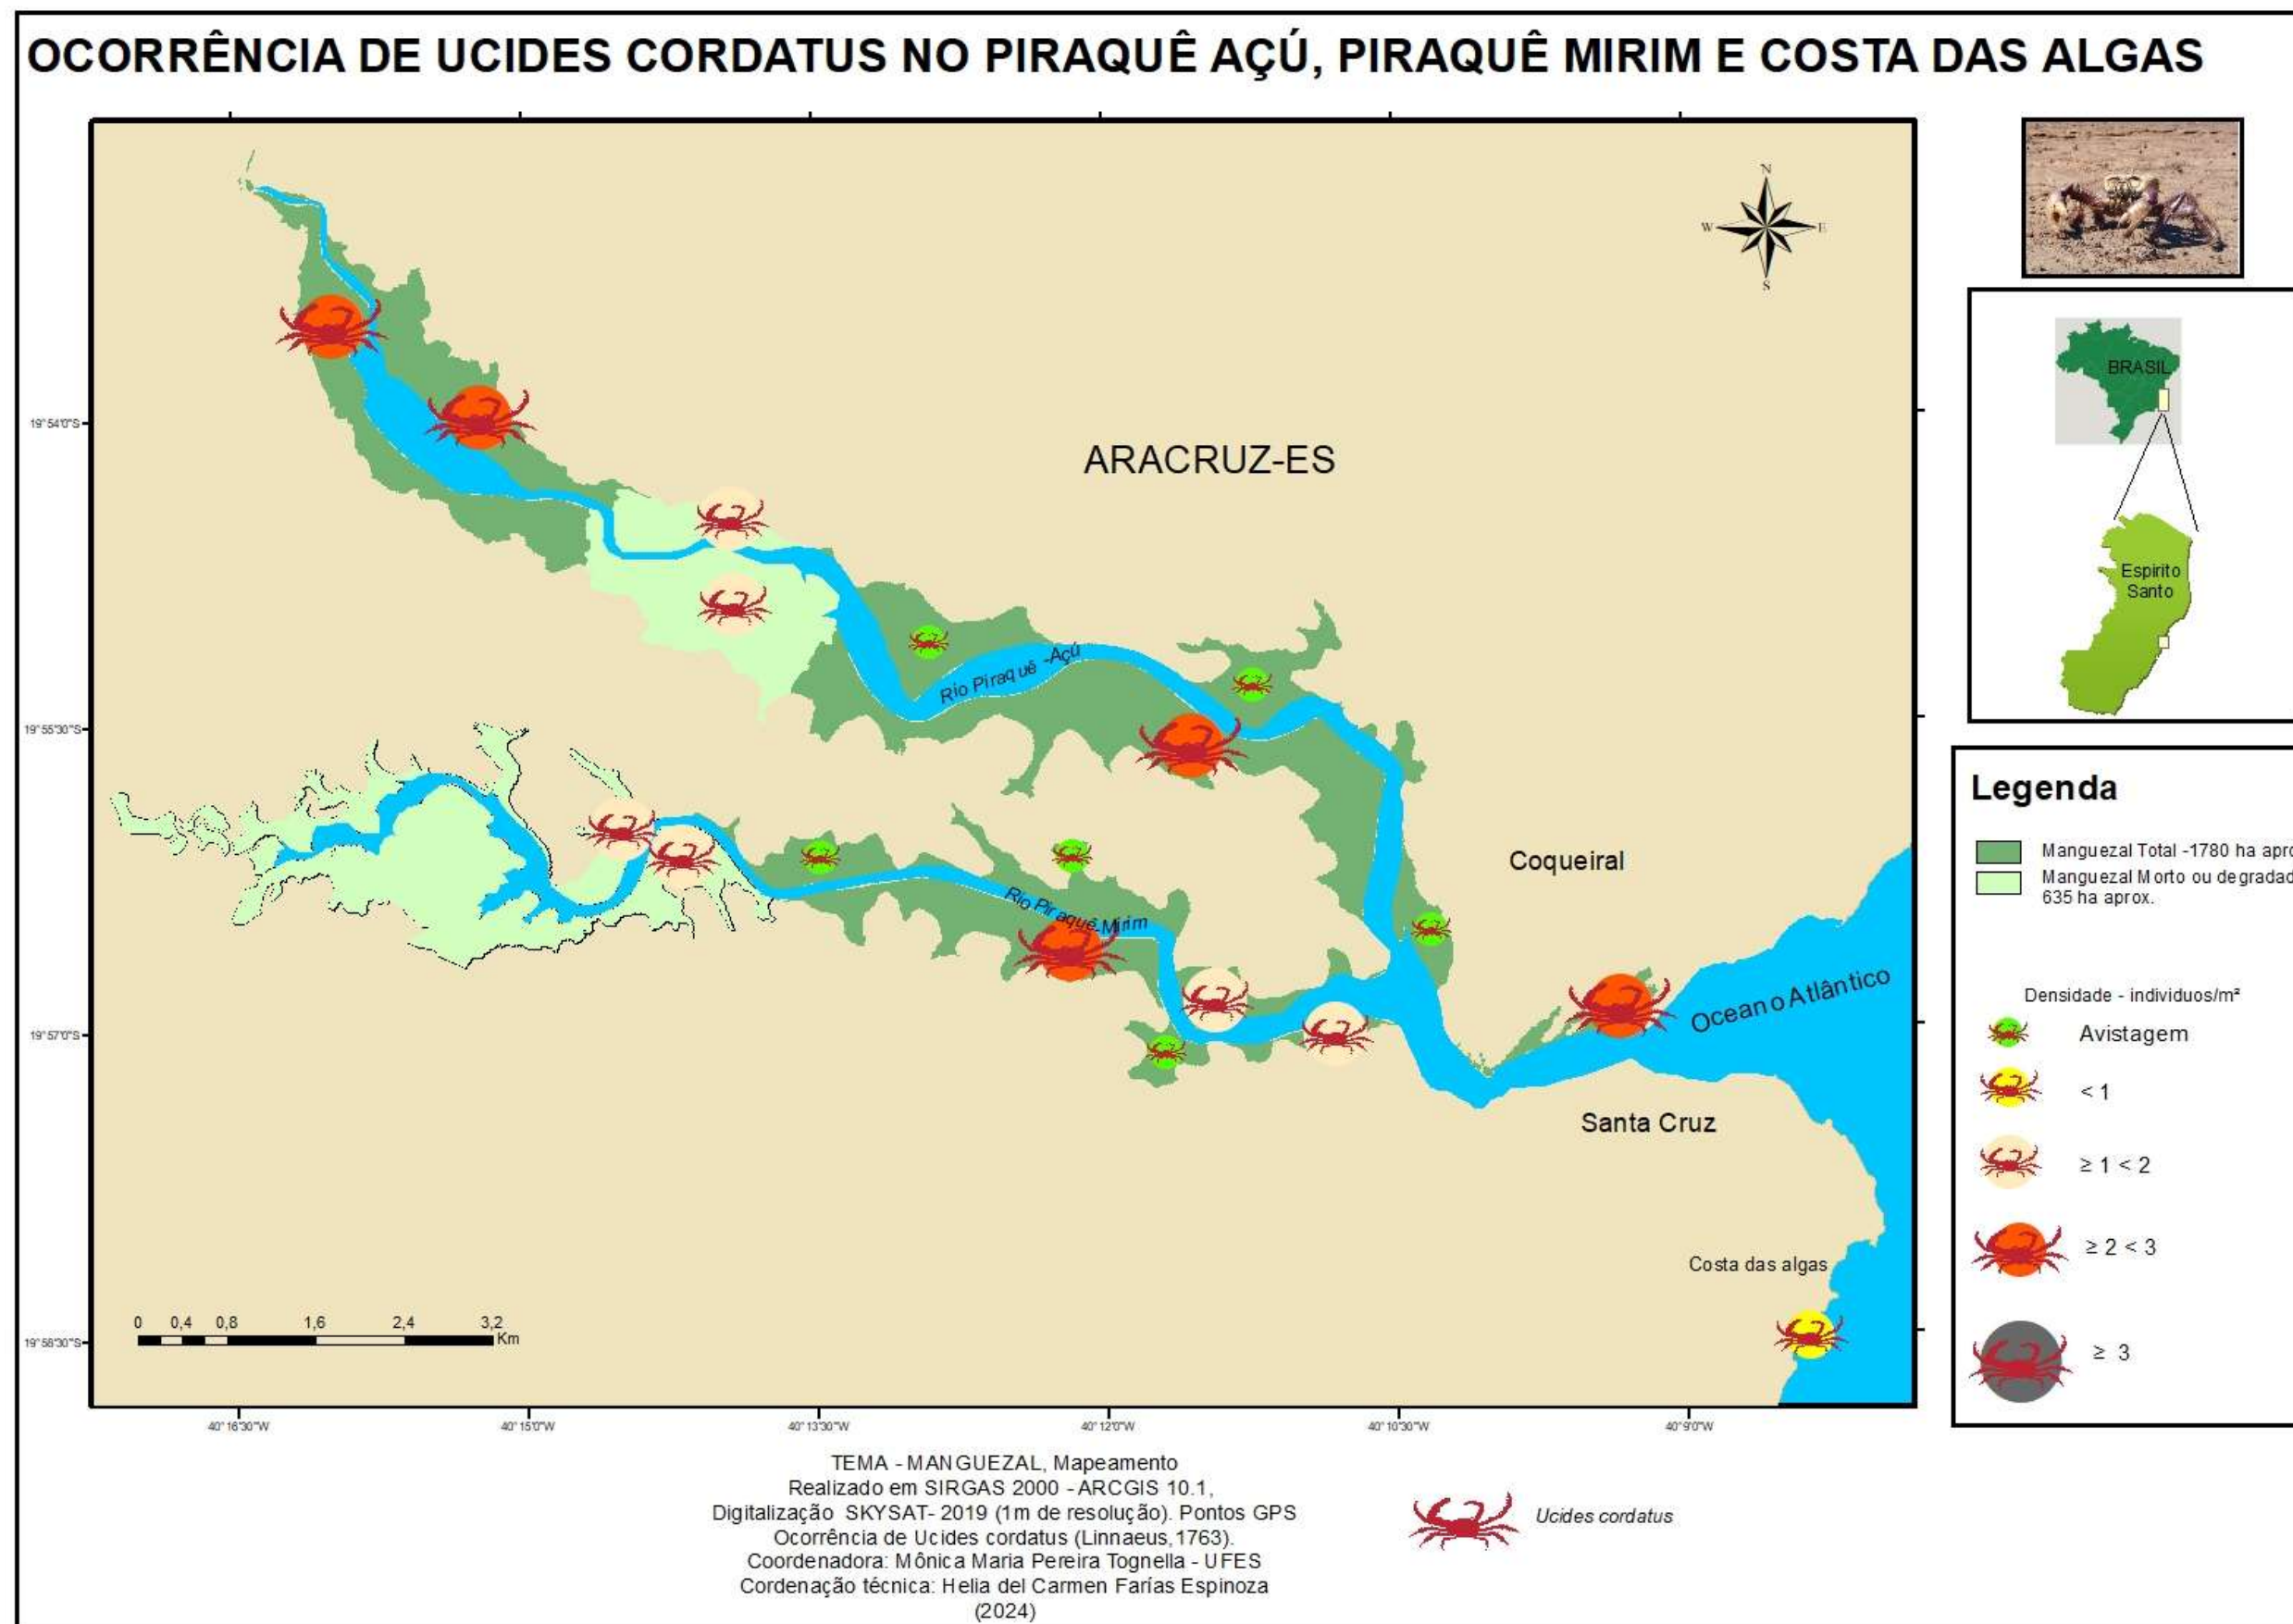 OCORRÊNCIA DE UCIDES CORDATUS NO PIRAQUÊ AÇÚ, PIRAQUÊ MIRIM E COSTA DAS ALGAS
N
W E
S
ARACRUZ-ES
Rio Piraquê -Açú
Rio Piraquê-Mirim
Coqueiral
Oceano Atlântico
Santa Cruz
Costa das algas
19°54'0"S
19°55'30"S
19°57'0"S
19°58'30"S
0 0,4 0,8 1,6 2,4 3,2
Km
40°16'30"W 40°15'0"W 40°13'30"W 40°12'0"W 40°10'30"W 40°9'0"W
BRASIL
Espirito
Santo
Legenda
Manguezal Total -1780 ha apro
Manguezal Morto ou degradad
635 ha aprox.
Densidade - individuos/m²
Avistagem
< 1
≥ 1 < 2
≥ 2 < 3
≥ 3
TEMA - MANGUEZAL, Mapeamento
Realizado em SIRGAS 2000 - ARCGIS 10.1,
Digitalização SKYSAT- 2019 (1m de resolução). Pontos GPS
Ocorrência de Ucides cordatus (Linnaeus,1763).
Coordenadora: Mônica Maria Pereira Tognella - UFES
Cordenação técnica: Helia del Carmen Farías Espinoza
(2024)
Ucides cordatus